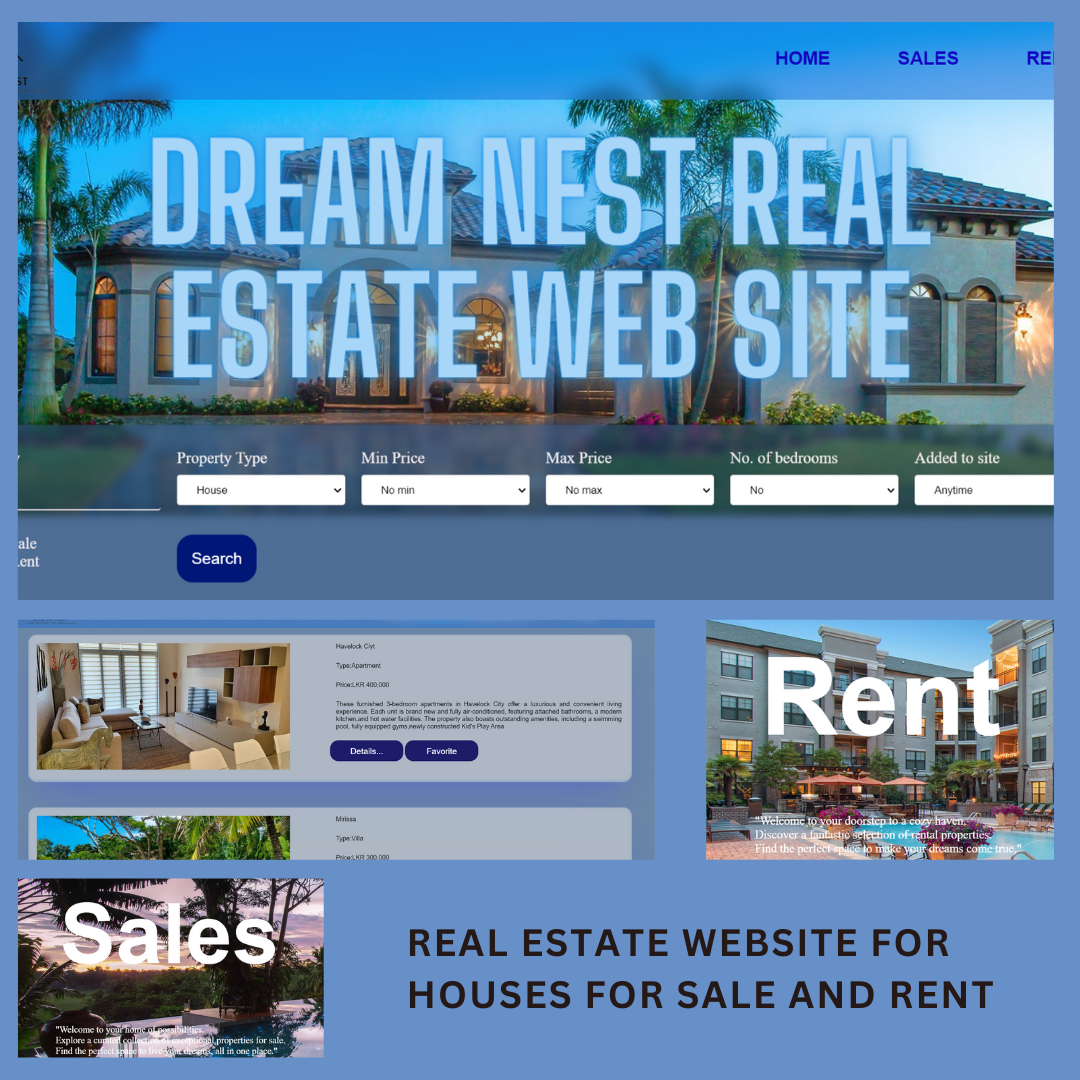 HOME SALES
DREAM NEST REAL
ESTATE WEB SITE
Property Type Min Price Max Price No. of bedrooms Added to site
House No min No max No Anytime
Search
Havelock Ciyt
Type:Apartment
Price:LKR 400,000
These furnished 3-bedroom apartments in Havelock City offer a luxurious and convenient living
experience. Each unit is brand new and fully air-conditioned, featuring attached bathrooms, a modern
kitchen,and hot water facilities. The property also boasts outstanding amenities, including a swimming
pool, fully equipped gyms,newly constructed Kid's Play Area
Details... Favorite
Mirissa
Type:Villa
Price:LKR 300,000
Rent
"Welcome to your doorstep to a cozy haven.
Discover a fantastic selection of rental properties.
Find the perfect space to make your dreams come true."
Sales
"Welcome to your home of possibilities.
Explore a curated collection of exceptional properties for sale.
Find the perfect space to live your dreams, all in one place."
REAL ESTATE WEBSITE FOR
HOUSES FOR SALE AND RENT